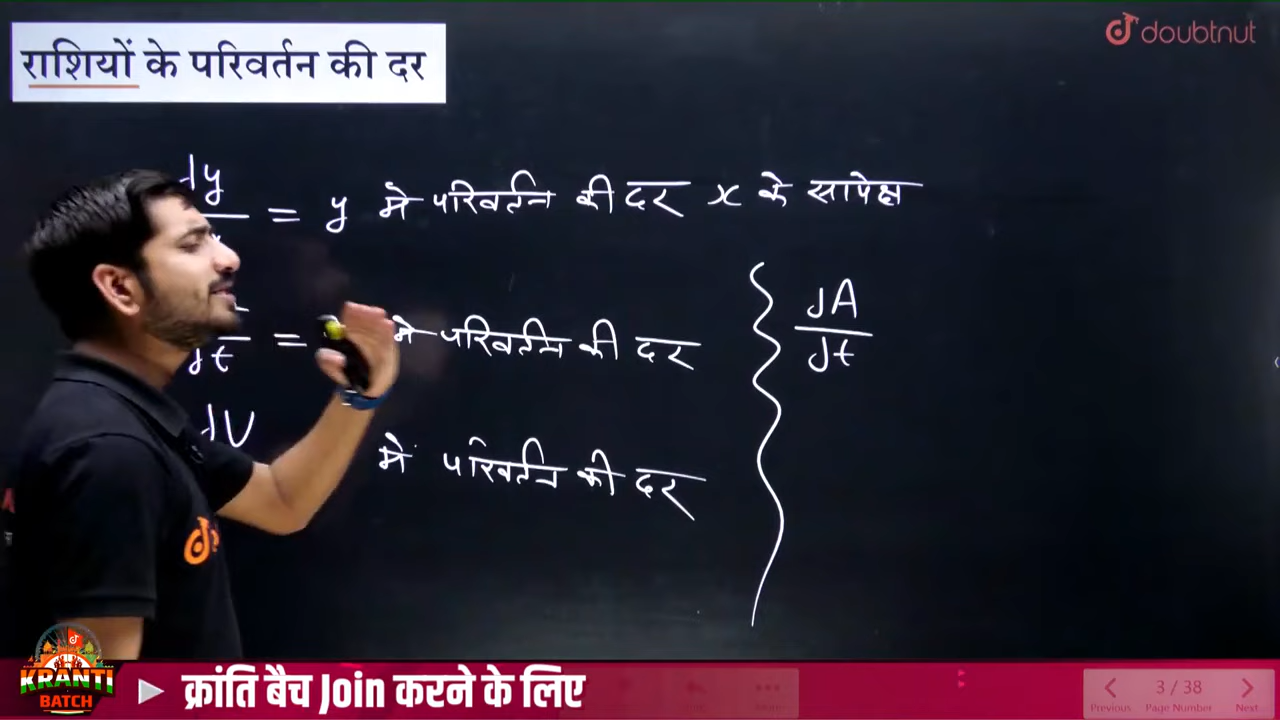 राशियों के परिवर्तन की दर
doubtnut
dy
= y मे परिवर्तन की दर x के सापेक्ष
dA
dt
dt
= मे परिवर्तन की दर
dV
मे परिवर्तन की दर
KRANTI
BATCH
क्रांति बैच Join करने के लिए
3 / 38
Previous Page Number Next